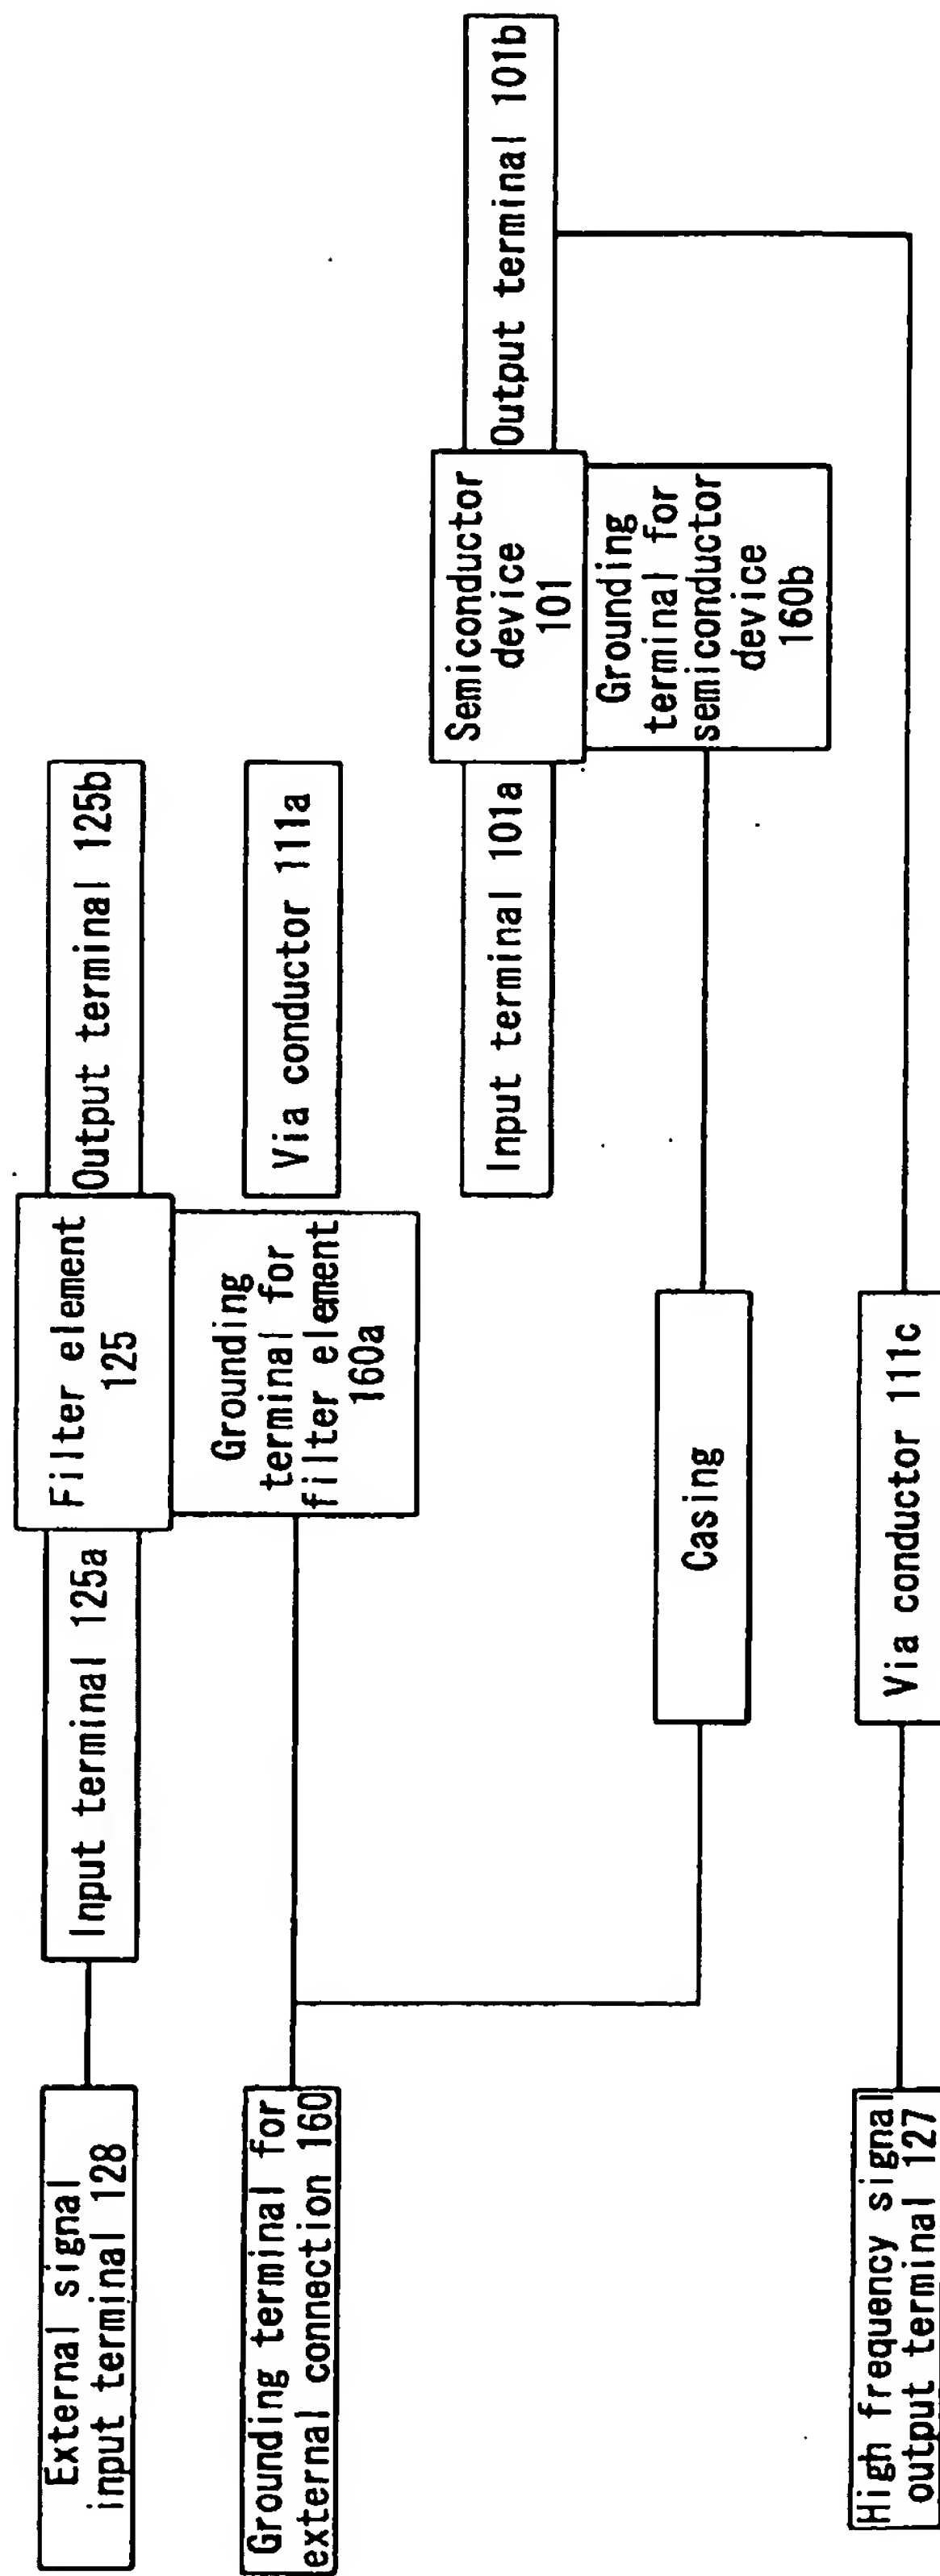 External signal
input terminal 128
Input terminal 125a
Filter element
125
Output terminal 125b
Grounding terminal for
external connection 160
Grounding
terminal for
filter element
160a
Via conductor 111a
Input terminal 101a
Semiconductor
device
101
Output terminal 101b
Grounding
terminal for
semiconductor
device
160b
Casing
High frequency signal
output terminal 127
Via conductor 111c